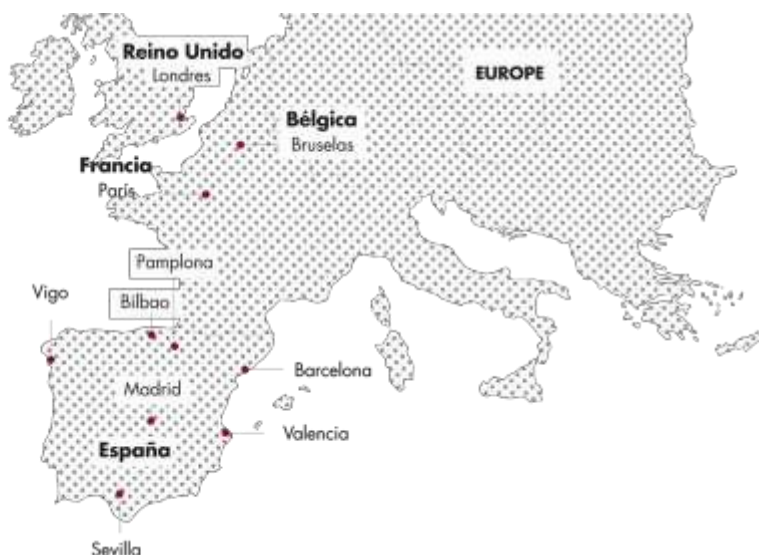 Reino Unido
Londres
EUROPE
Bélgica
Bruselas
Francia
París
Pamplona
Vigo
Bilbao
Madrid
Barcelona
España
Valencia
Sevilla